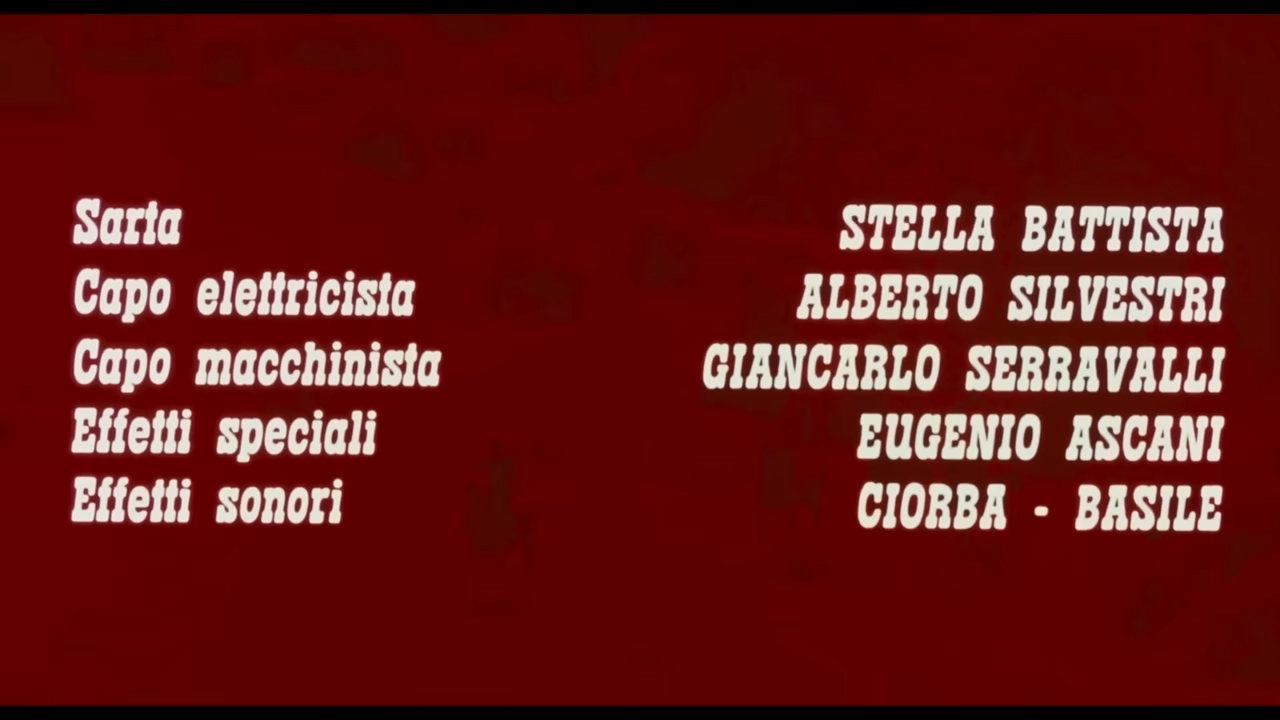 Sarta STELLA BATTISTA
Capo elettricista ALBERTO SILVESTRI
Capo macchinista GIANCARLO SERRAVALLI
Effetti speciali EUGENIO ASCANI
Effetti sonori CIORBA - BASILE